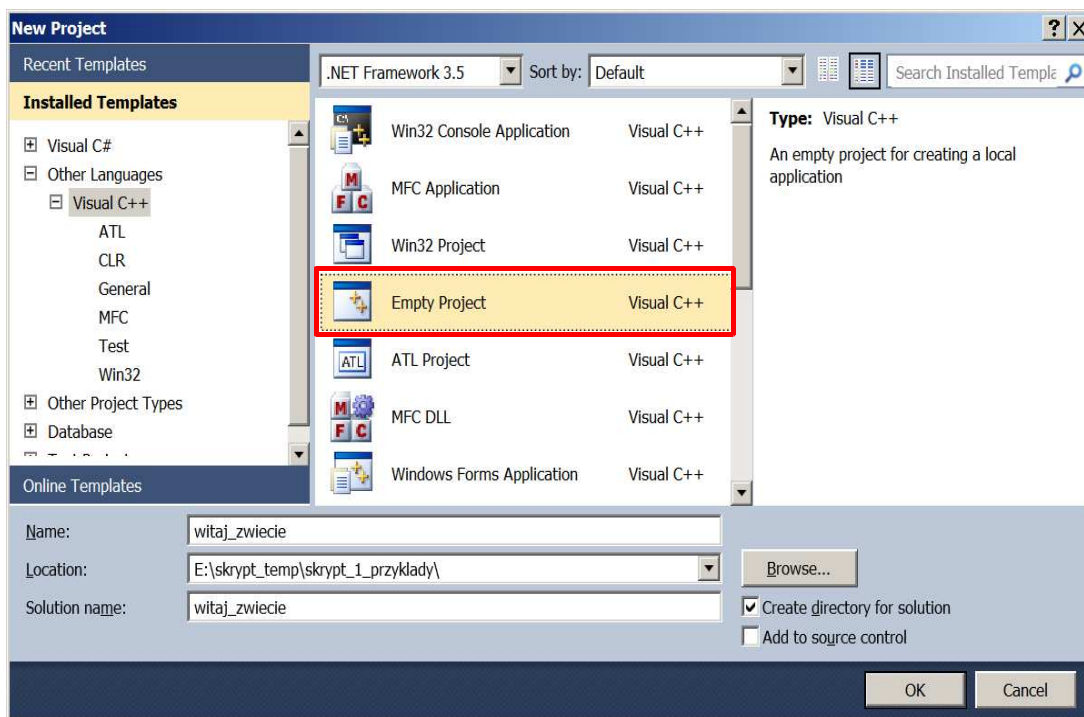 New Project
Recent Templates
Installed Templates
Visual C#
Other Languages
Visual C++
ATL
CLR
General
MFC
Test
Win32
Other Project Types
Database
Online Templates
.NET Framework 3.5 Sort by: Default Search Installed Templa
Win32 Console Application Visual C++
MFC Application Visual C++
Win32 Project Visual C++
Empty Project Visual C++
ATL Project Visual C++
MFC DLL Visual C++
Windows Forms Application Visual C++
Type: Visual C++
An empty project for creating a local
application
Name: witaj_zwiecie
Location: E:\skrypt_temp\skrypt_1_przyklady\ Browse...
Solution name: witaj_zwiecie Create directory for solution
Add to source control
OK Cancel